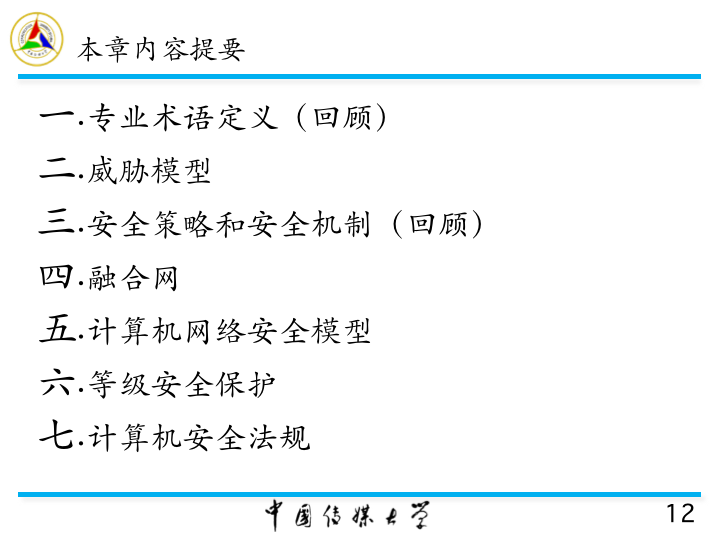 本章内容提要
一.专业术语定义（回顾）
二.威胁模型
三.安全策略和安全机制（回顾）
四.融合网
五.计算机网络安全模型
六.等级安全保护
七.计算机安全法规
中国传媒大学
12